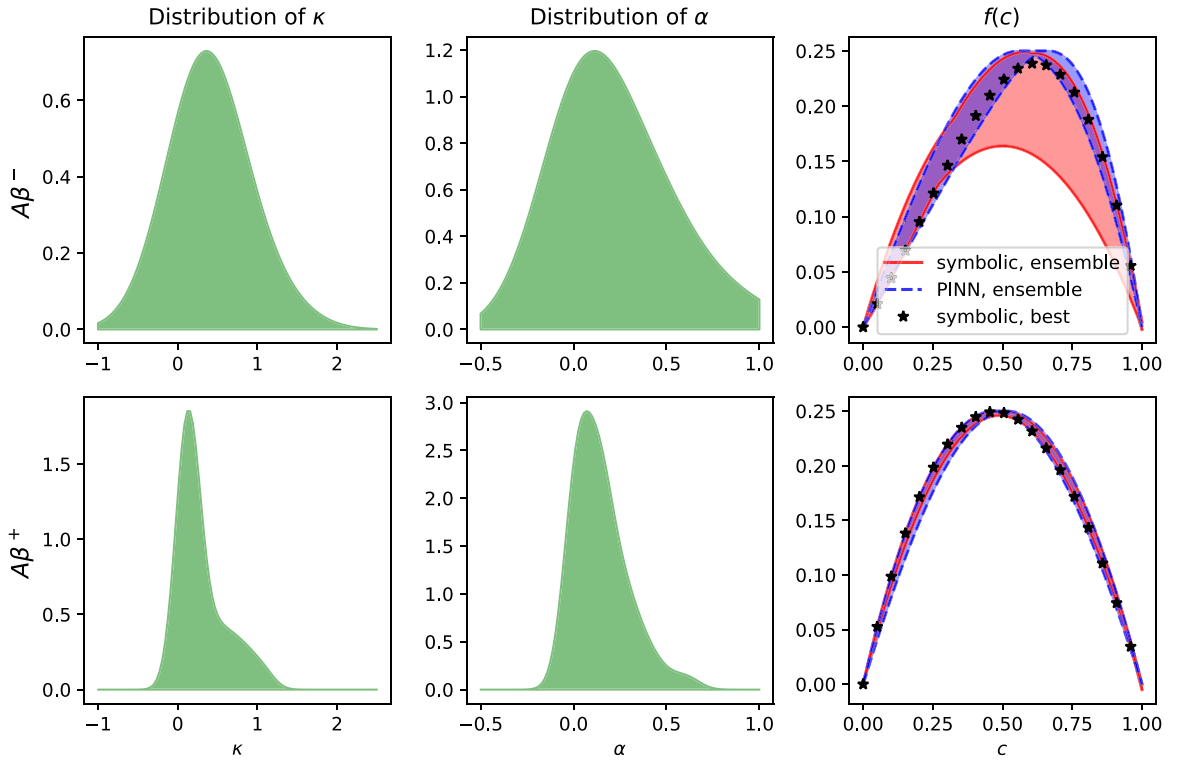 Distribution of κ
Distribution of α
f(c)
Aβ⁻
0.6
0.4
0.2
0.0
−1 0 1 2
1.2
1.0
0.8
0.6
0.4
0.2
0.0
−0.5 0.0 0.5 1.0
0.25
0.20
0.15
0.10
0.05
0.00
symbolic, ensemble
PINN, ensemble
symbolic, best
0.00 0.25 0.50 0.75 1.00
Aβ⁺
1.5
1.0
0.5
0.0
−1 0 1 2
κ
3.0
2.5
2.0
1.5
1.0
0.5
0.0
−0.5 0.0 0.5 1.0
α
0.25
0.20
0.15
0.10
0.05
0.00
0.00 0.25 0.50 0.75 1.00
c